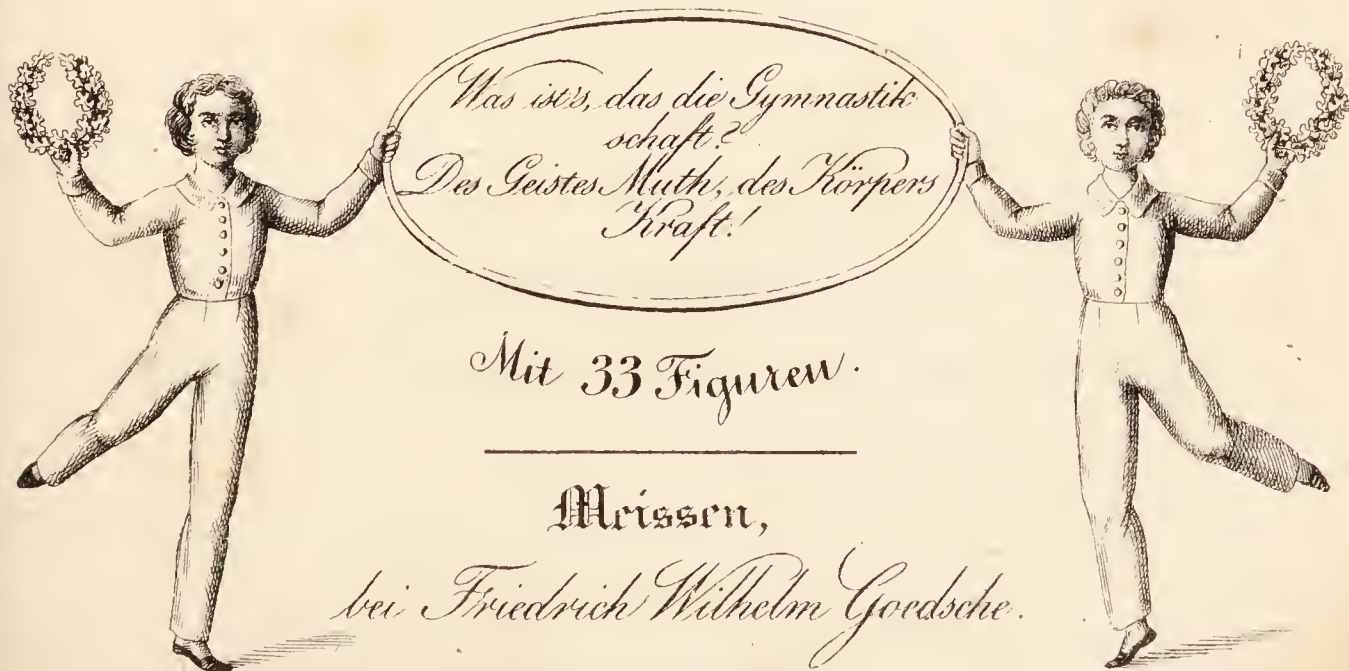 Was ist's, das die Gymnastik
schaft?
Des Geistes Muth, des Körpers
Kraft!
Mit 33 Figuren.
Meissen,
bei Friedrich Wilhelm Goedsche.